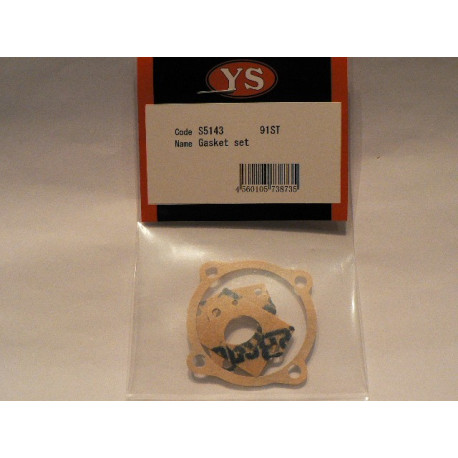 YS
Code S5143 91ST
Name Gasket set
4560105738735